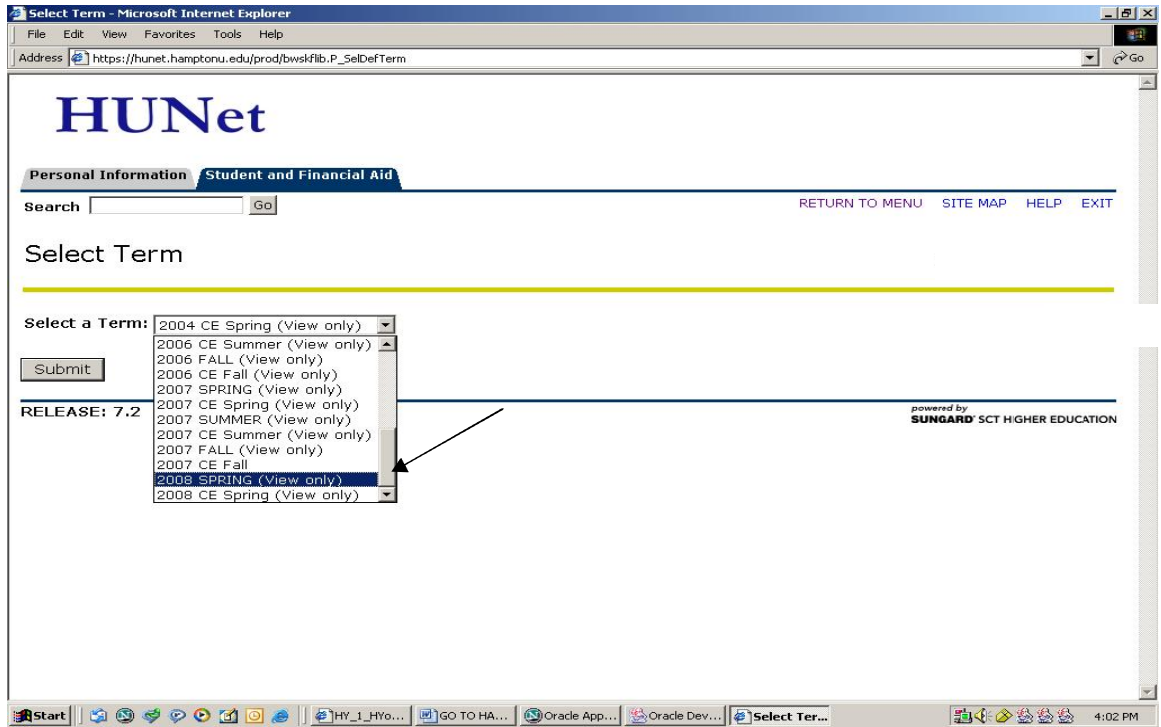 Select Term - Microsoft Internet Explorer
File Edit View Favorites Tools Help
Address https://hunet.hamptonu.edu/prod/bwskflib.P_SelDefTerm Go
HUNet
Personal Information Student and Financial Aid
Search Go RETURN TO MENU SITE MAP HELP EXIT
Select Term
Select a Term: 2004 CE Spring (View only)
2006 CE Summer (View only)
2006 FALL (View only)
2006 CE Fall (View only)
2007 SPRING (View only)
2007 CE Spring (View only)
2007 SUMMER (View only)
2007 CE Summer (View only)
2007 FALL (View only)
2007 CE Fall
2008 SPRING (View only)
2008 CE Spring (View only)
Submit
RELEASE: 7.2
powered by
SUNGARD' SCT HIGHER EDUCATION
Start HY_1_HYo... GO TO HA... Oracle App... Oracle Dev... Select Ter... 4:02 PM